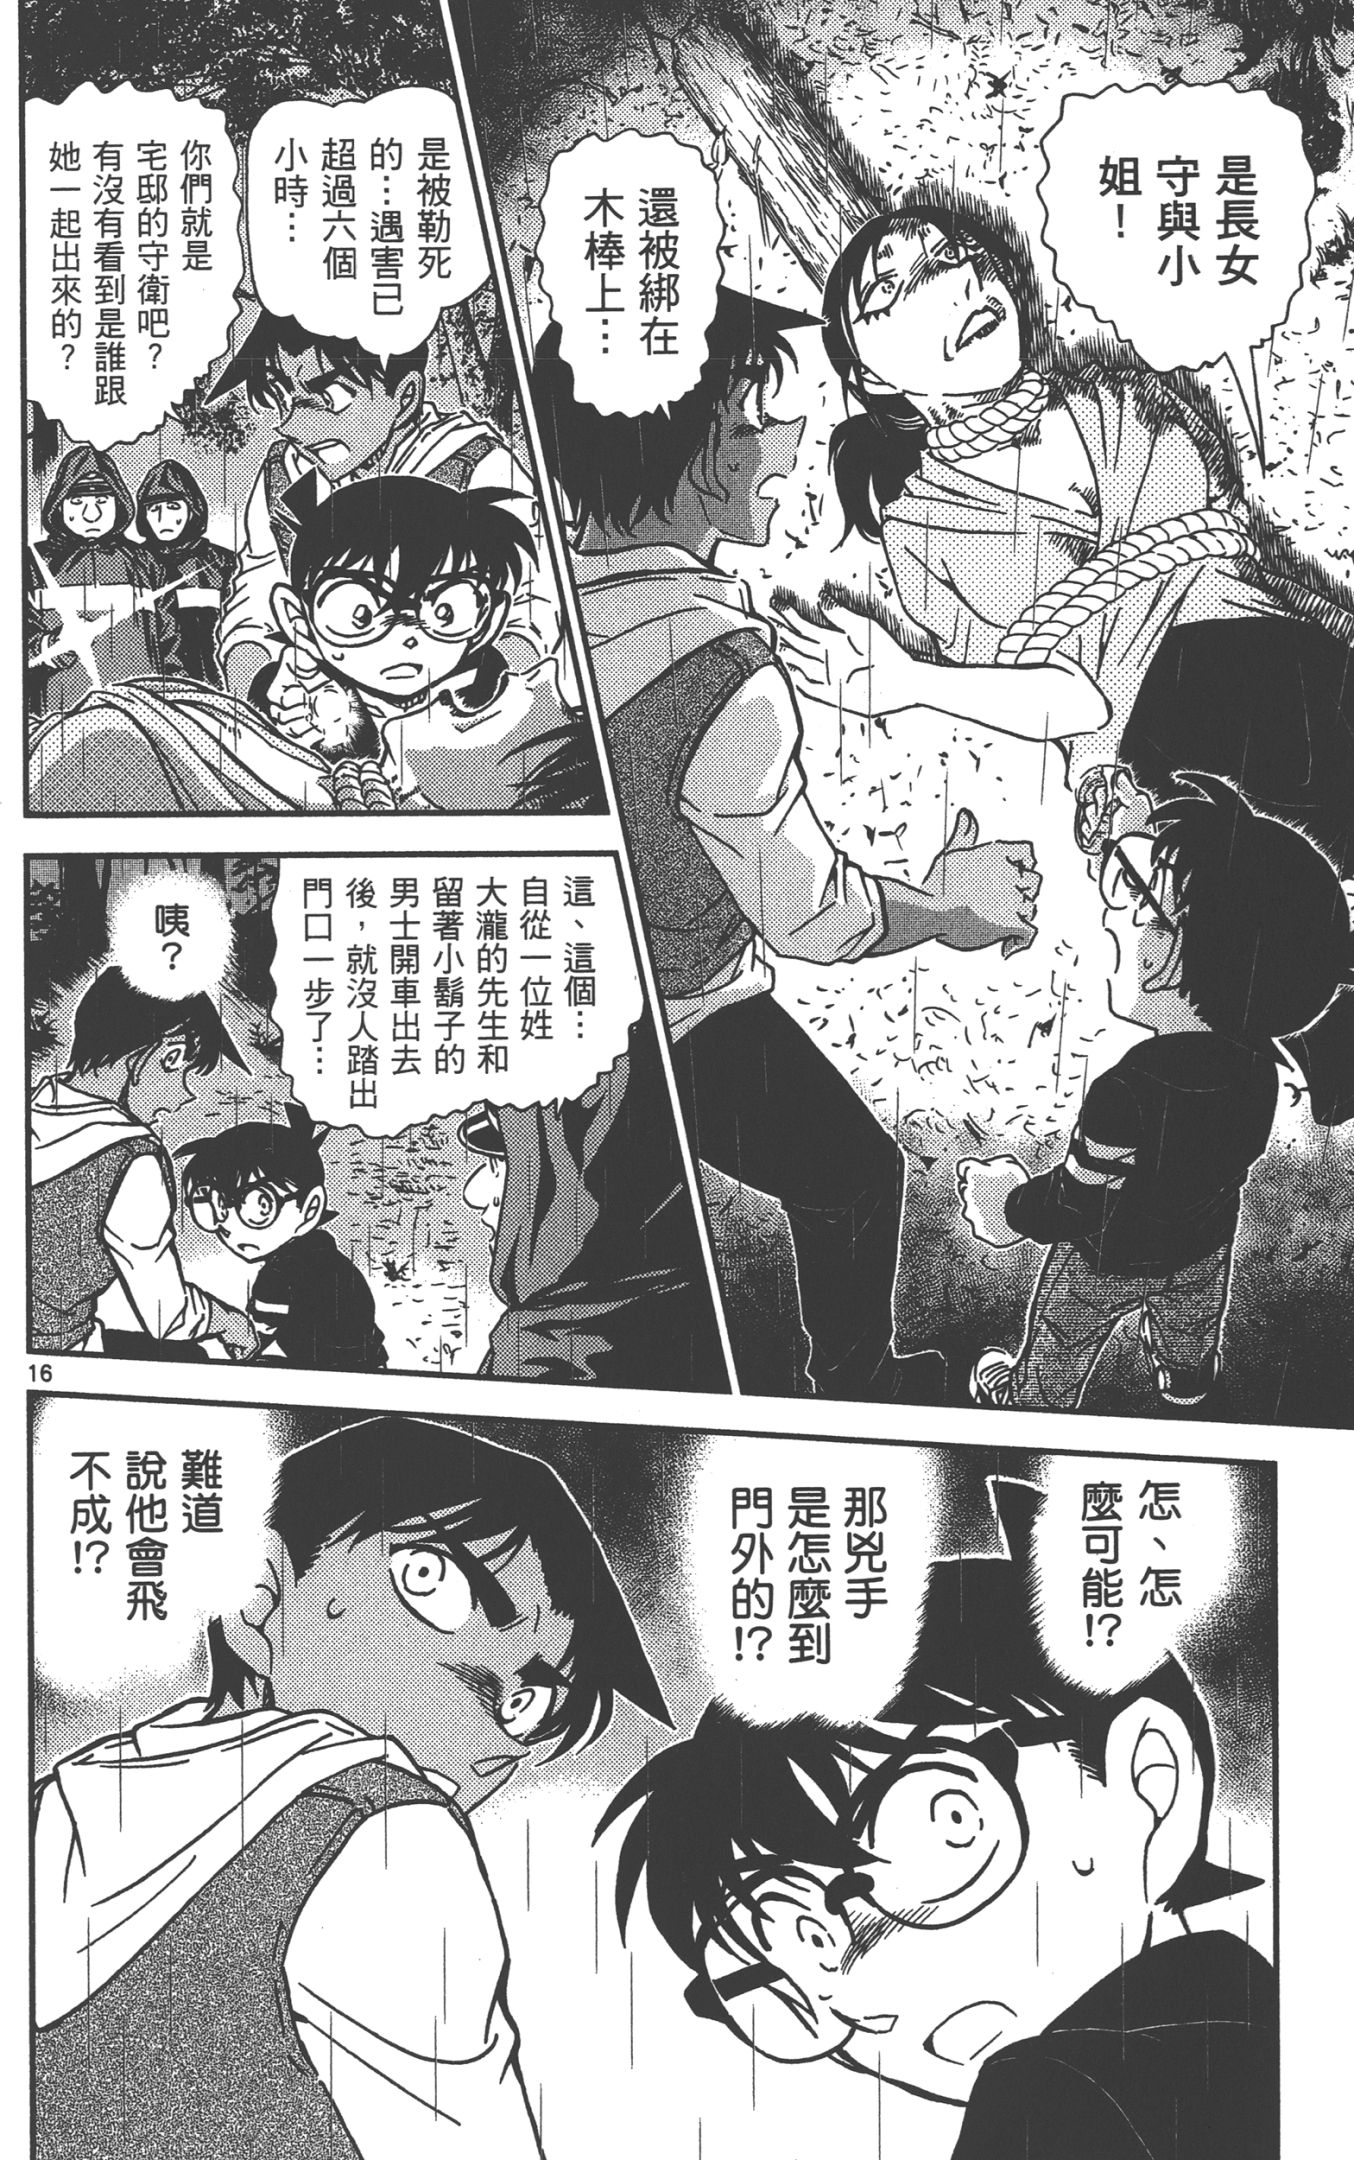 是長女
守與小
姐！
還被綁在
木棒上…
是被勒死
的…遇害已
超過六個
小時…
你們就是
宅邸的守衛吧？
有沒有看到是誰跟
她一起出來的？
這、這個…
自從一位姓
大瀧的先生和
留著小鬍子的
男士開車出去
後，就沒人踏出
門口一步了…
咦？
16
怎、怎
麼可能!?
那兇手
是怎麼到
門外的!?
難道
說他會飛
不成!?